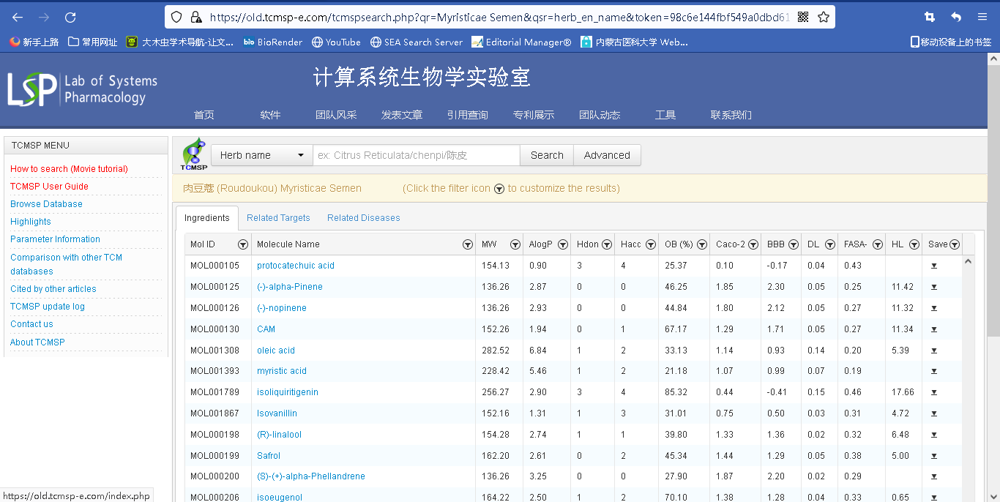 https://old.tcmsp-e.com/tcmspsearch.php?qr=Myristicae Semen&qsr=herb_en_name&token=98c6e144fbf549a0dbd61
新手上路 常用网址 大木虫学术导航-让文... bio BioRender YouTube SEA Search Server Editorial Manager® 内蒙古医科大学 Web... 移动设备上的书签
LSP Lab of Systems Pharmacology
计算系统生物学实验室
首页 软件 团队风采 发表文章 引用查询 专利展示 团队动态 工具 联系我们
TCMSP MENU
How to search (Movie tutorial)
TCMSP User Guide
Browse Database
Highlights
Parameter Information
Comparison with other TCM
databases
Cited by other articles
TCMSP update log
Contact us
About TCMSP
TCMSP Herb name ex: Citrus Reticulata/chenpi/陈皮 Search Advanced
肉豆蔻 (Roudoukou) Myristicae Semen (Click the filter icon to customize the results)
Ingredients Related Targets Related Diseases
Mol ID Molecule Name MW AlogP Hdon Hacc OB (%) Caco-2 BBB DL FASA- HL Save
MOL000105 protocatechuic acid 154.13 0.90 3 4 25.37 0.10 -0.17 0.04 0.43
MOL000125 (-)-alpha-Pinene 136.26 2.87 0 0 46.25 1.85 2.30 0.05 0.25 11.42
MOL000126 (-)-nopinene 136.26 2.93 0 0 44.84 1.80 2.12 0.05 0.27 11.32
MOL000130 CAM 152.26 1.94 0 1 67.17 1.29 1.71 0.05 0.27 11.34
MOL001308 oleic acid 282.52 6.84 1 2 33.13 1.14 0.93 0.14 0.20 5.39
MOL001393 myristic acid 228.42 5.46 1 2 21.18 1.07 0.99 0.07 0.19
MOL001789 isoliquiritigenin 256.27 2.90 3 4 85.32 0.44 -0.41 0.15 0.46 17.66
MOL001867 Isovanillin 152.16 1.31 1 3 31.01 0.75 0.50 0.03 0.31 4.72
MOL000198 (R)-linalool 154.28 2.74 1 1 39.80 1.33 1.36 0.02 0.32 6.48
MOL000199 Safrol 162.20 2.61 0 2 45.34 1.44 1.29 0.05 0.38 5.00
MOL000200 (S)-(+)-alpha-Phellandrene 136.26 3.25 0 0 27.90 1.87 2.20 0.02 0.29
MOL000206 isoeugenol 164.22 2.50 1 2 70.10 1.38 1.28 0.04 0.33 0.65
https://old.tcmsp-e.com/index.php